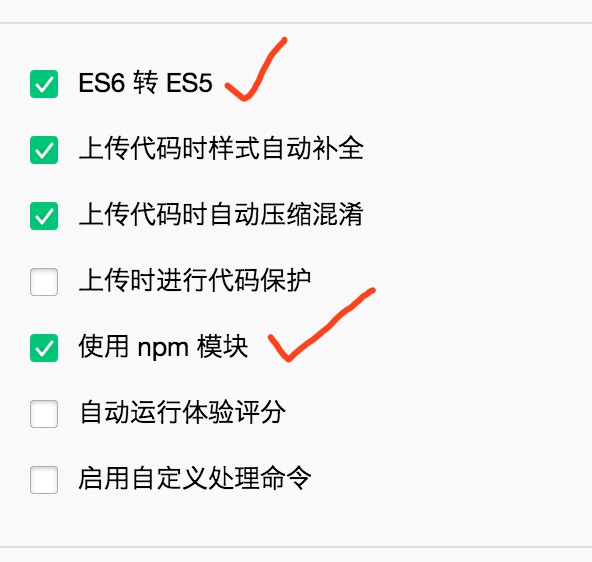 ES6 转 ES5
上传代码时样式自动补全
上传代码时自动压缩混淆
上传时进行代码保护
使用 npm 模块
自动运行体验评分
启用自定义处理命令